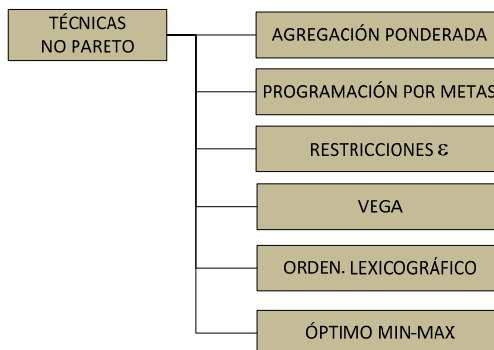 TÉCNICAS
NO PARETO
AGREGACIÓN PONDERADA
PROGRAMACIÓN POR METAS
RESTRICCIONES ε
VEGA
ORDEN. LEXICOGRÁFICO
ÓPTIMO MIN-MAX